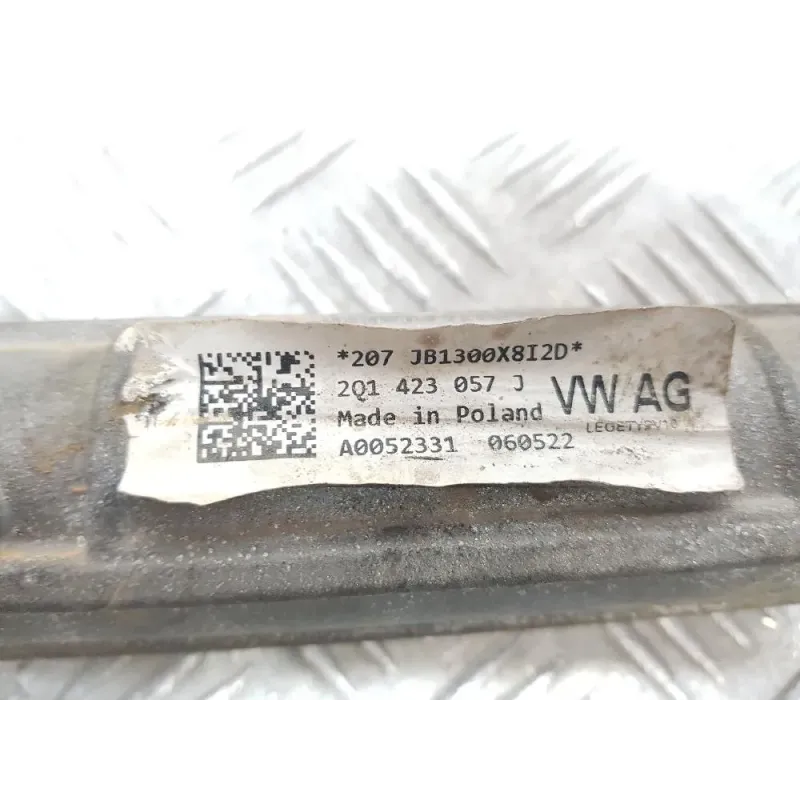 *207 JB1300X8I2D*
2Q1 423 057 J
VW AG
Made in Poland
A0052331 060522